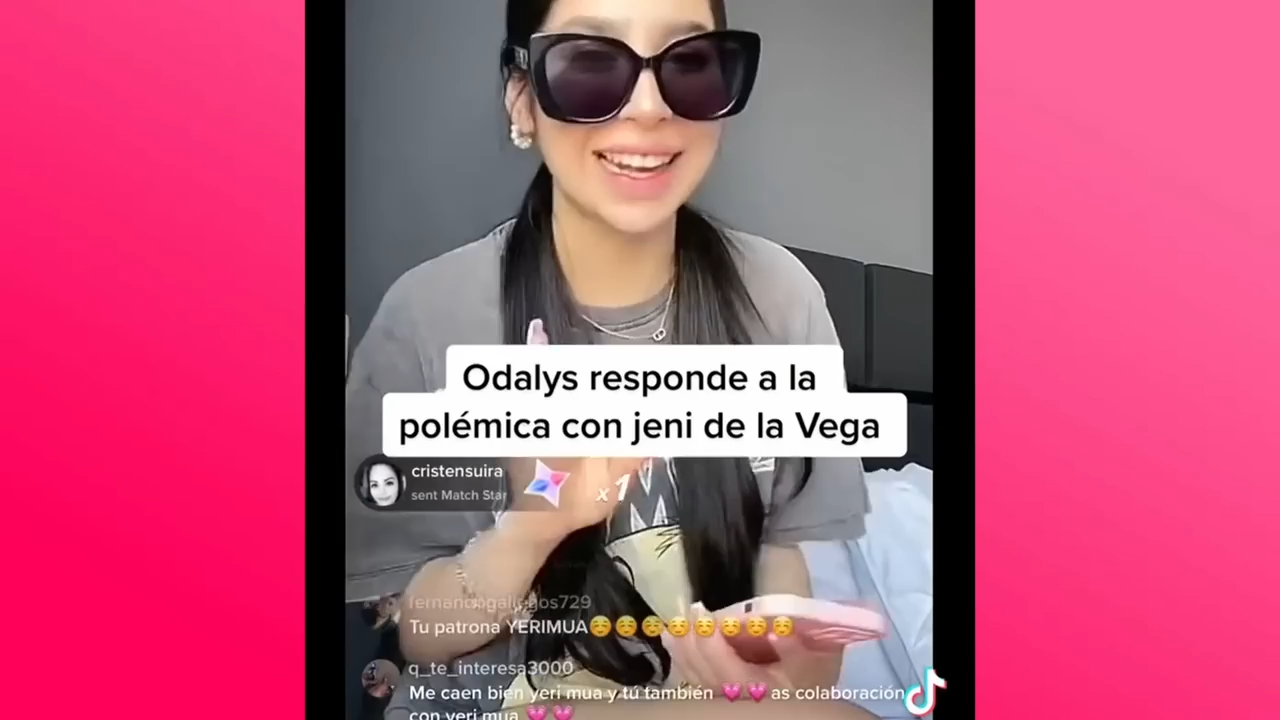 Odalys responde a la
polémica con jeni de la Vega
cristensuira
sent Match Star
x1
fernandogallegos729
Tu patrona YERIMUA☺️☺️☺️☺️☺️☺️☺️☺️
q_te_interesa3000
Me caen bien yeri mua y tú también 💗💗as colaboración
con yeri mua 💗💗